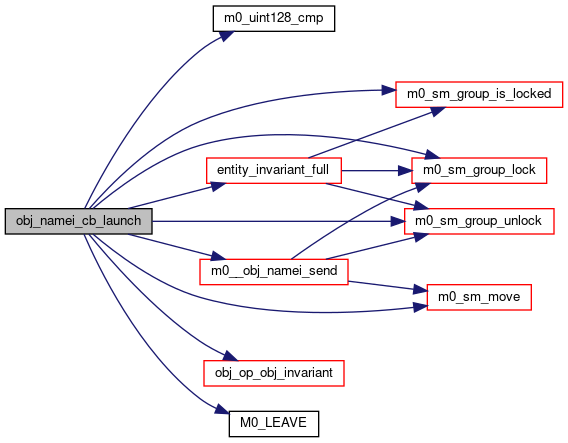 m0_uint128_cmp
m0_sm_group_is_locked
entity_invariant_full
m0_sm_group_lock
obj_namei_cb_launch
m0_sm_group_unlock
m0__obj_namei_send
m0_sm_move
obj_op_obj_invariant
M0_LEAVE